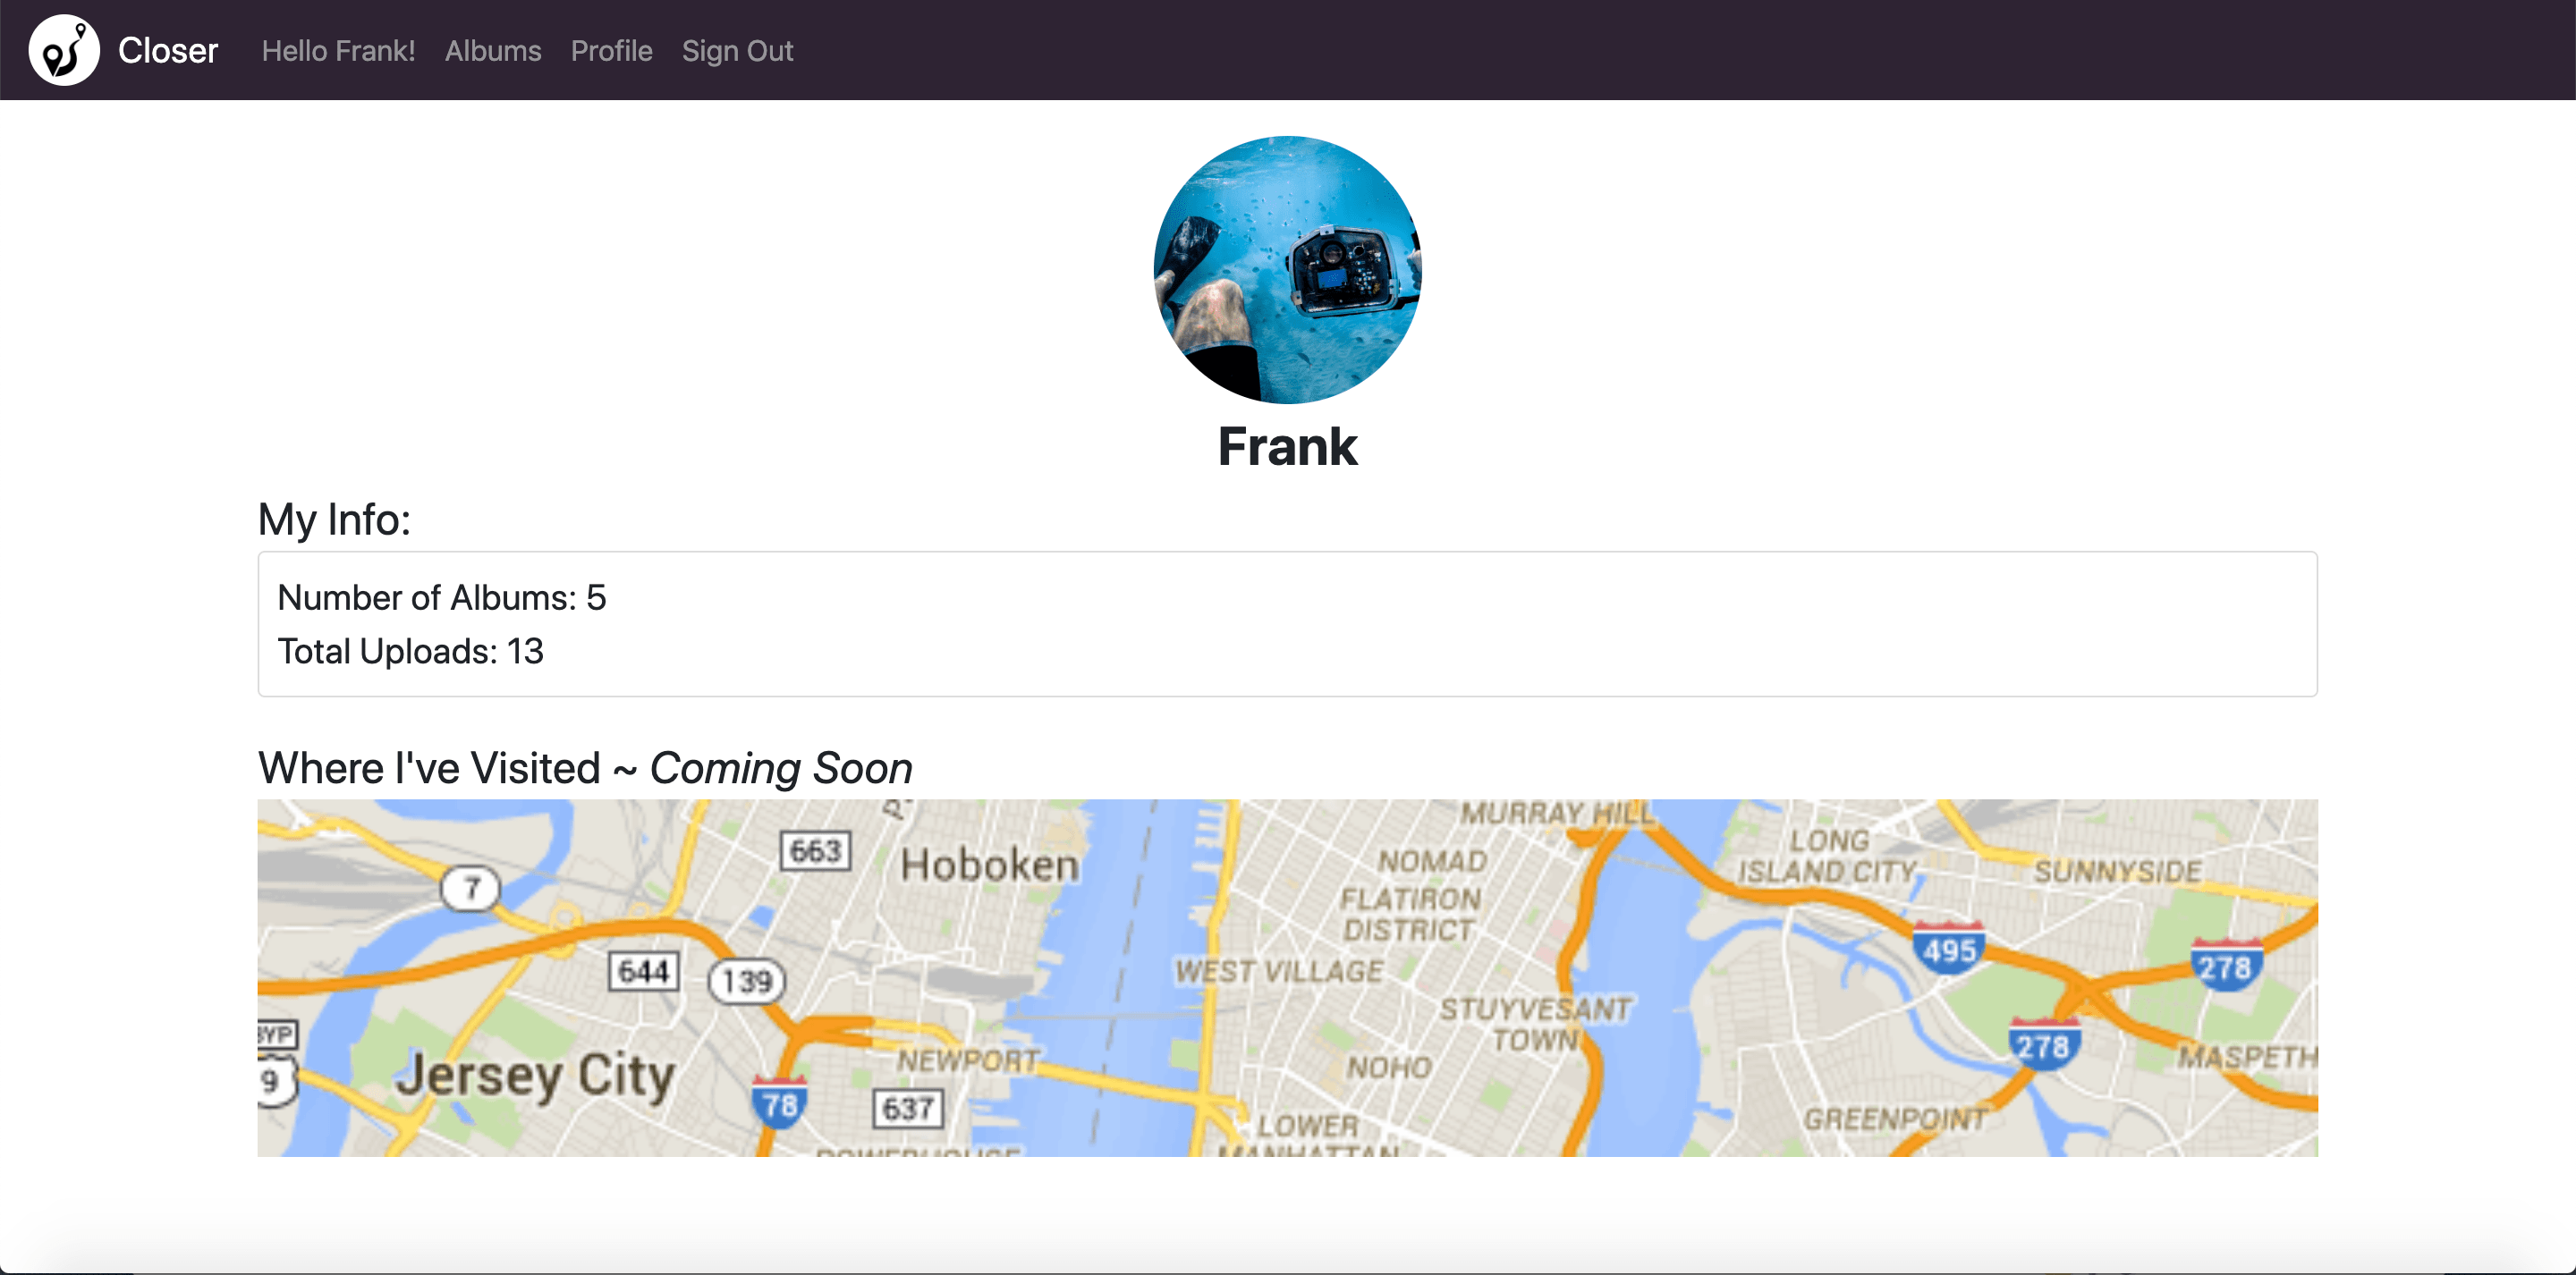 Closer Hello Frank! Albums Profile Sign Out
Frank
My Info:
Number of Albums: 5
Total Uploads: 13
Where I've Visited ~ Coming Soon
MURRAY HILL
663
Hoboken
NOMAD
LONG
ISLAND CITY
SUNNYSIDE
7
FLATIRON
DISTRICT
495
278
644
139
WEST VILLAGE
STUYVESANT
TOWN
278
9
Jersey City
NEWPORT
NOHO
MASPETH
78
637
LOWER
MANHATTAN
GREENPOINT